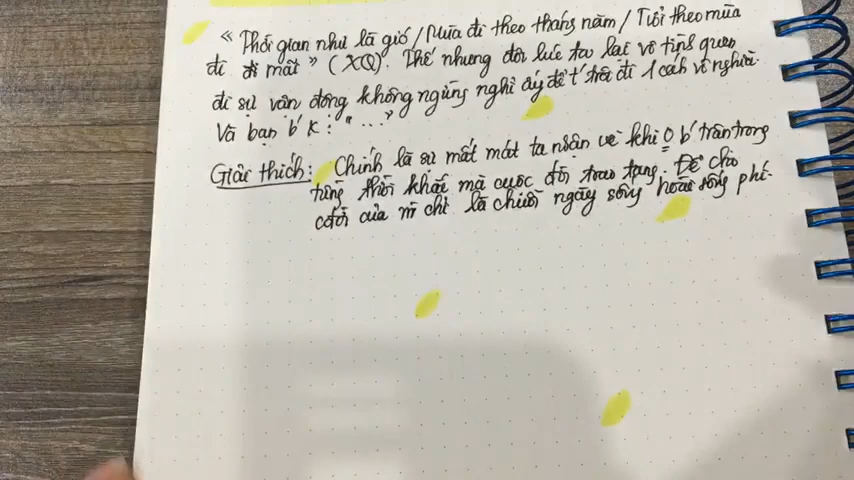 « Thời gian như là gió / Mùa đi theo tháng năm / Tuổi theo mùa
đi mất » (XQ). Thế nhưng đôi lúc ta lại vô tình quên
đi sự vận động không ngừng nghỉ ấy để t' trôi đi 1 cách vô nghĩa.
Và bạn b' k : "..."
Giải thích: Chính là sự mất mát ta nhận về khi 0 b' trân trọng
từng thời khắc mà cuộc đời trao tặng. Để cho
cđời của m chỉ là chuỗi ngày sống hoài sống phí.